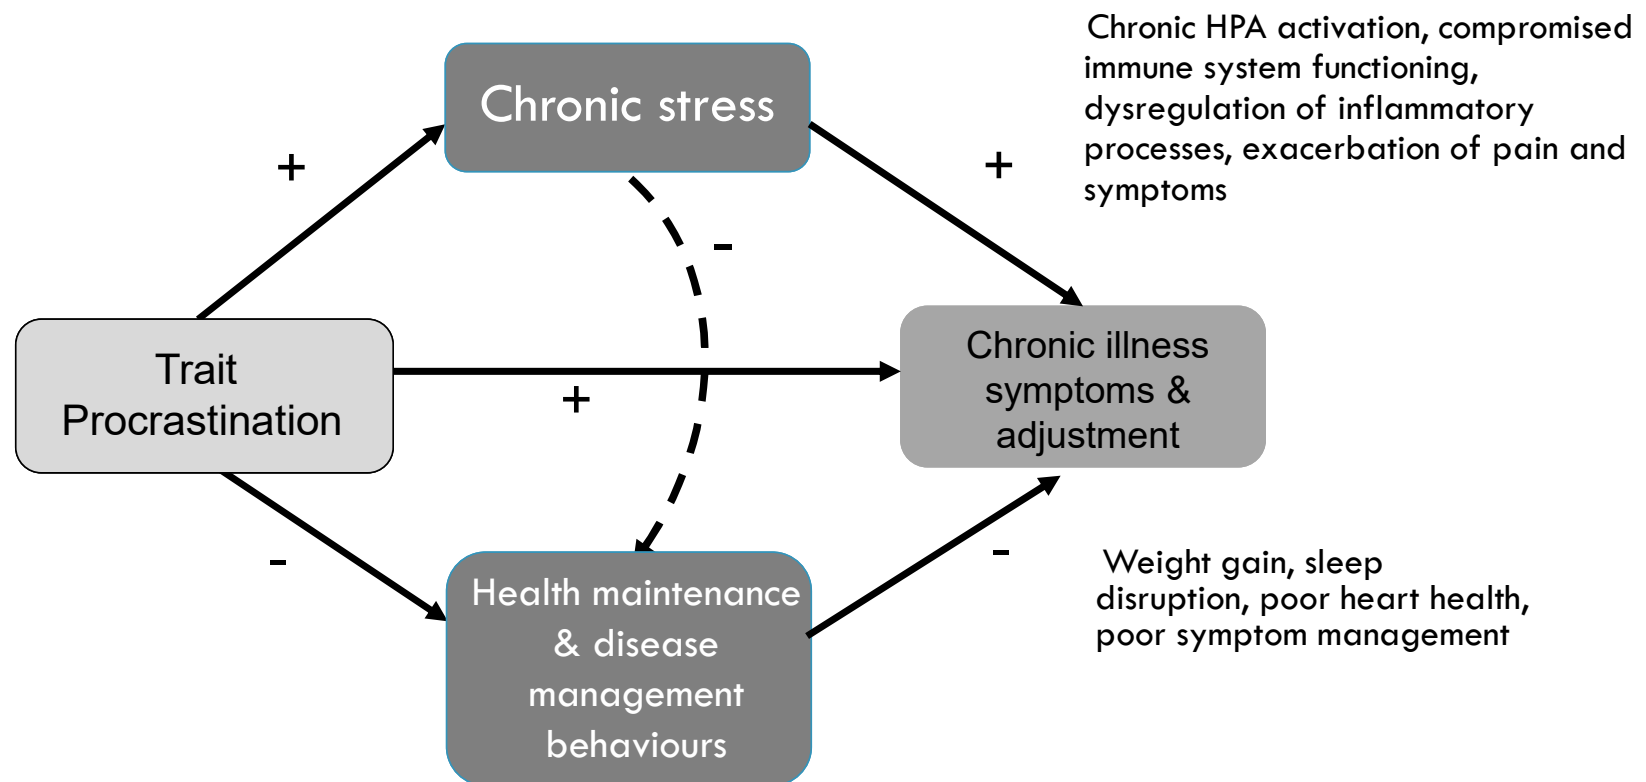 Chronic HPA activation, compromised
immune system functioning,
dysregulation of inflammatory
processes, exacerbation of pain and
symptoms
Chronic stress
+
+
-
Trait
Procrastination
+
Chronic illness
symptoms &
adjustment
-
-
Health maintenance
& disease
management
behaviours
Weight gain, sleep
disruption, poor heart health,
poor symptom management